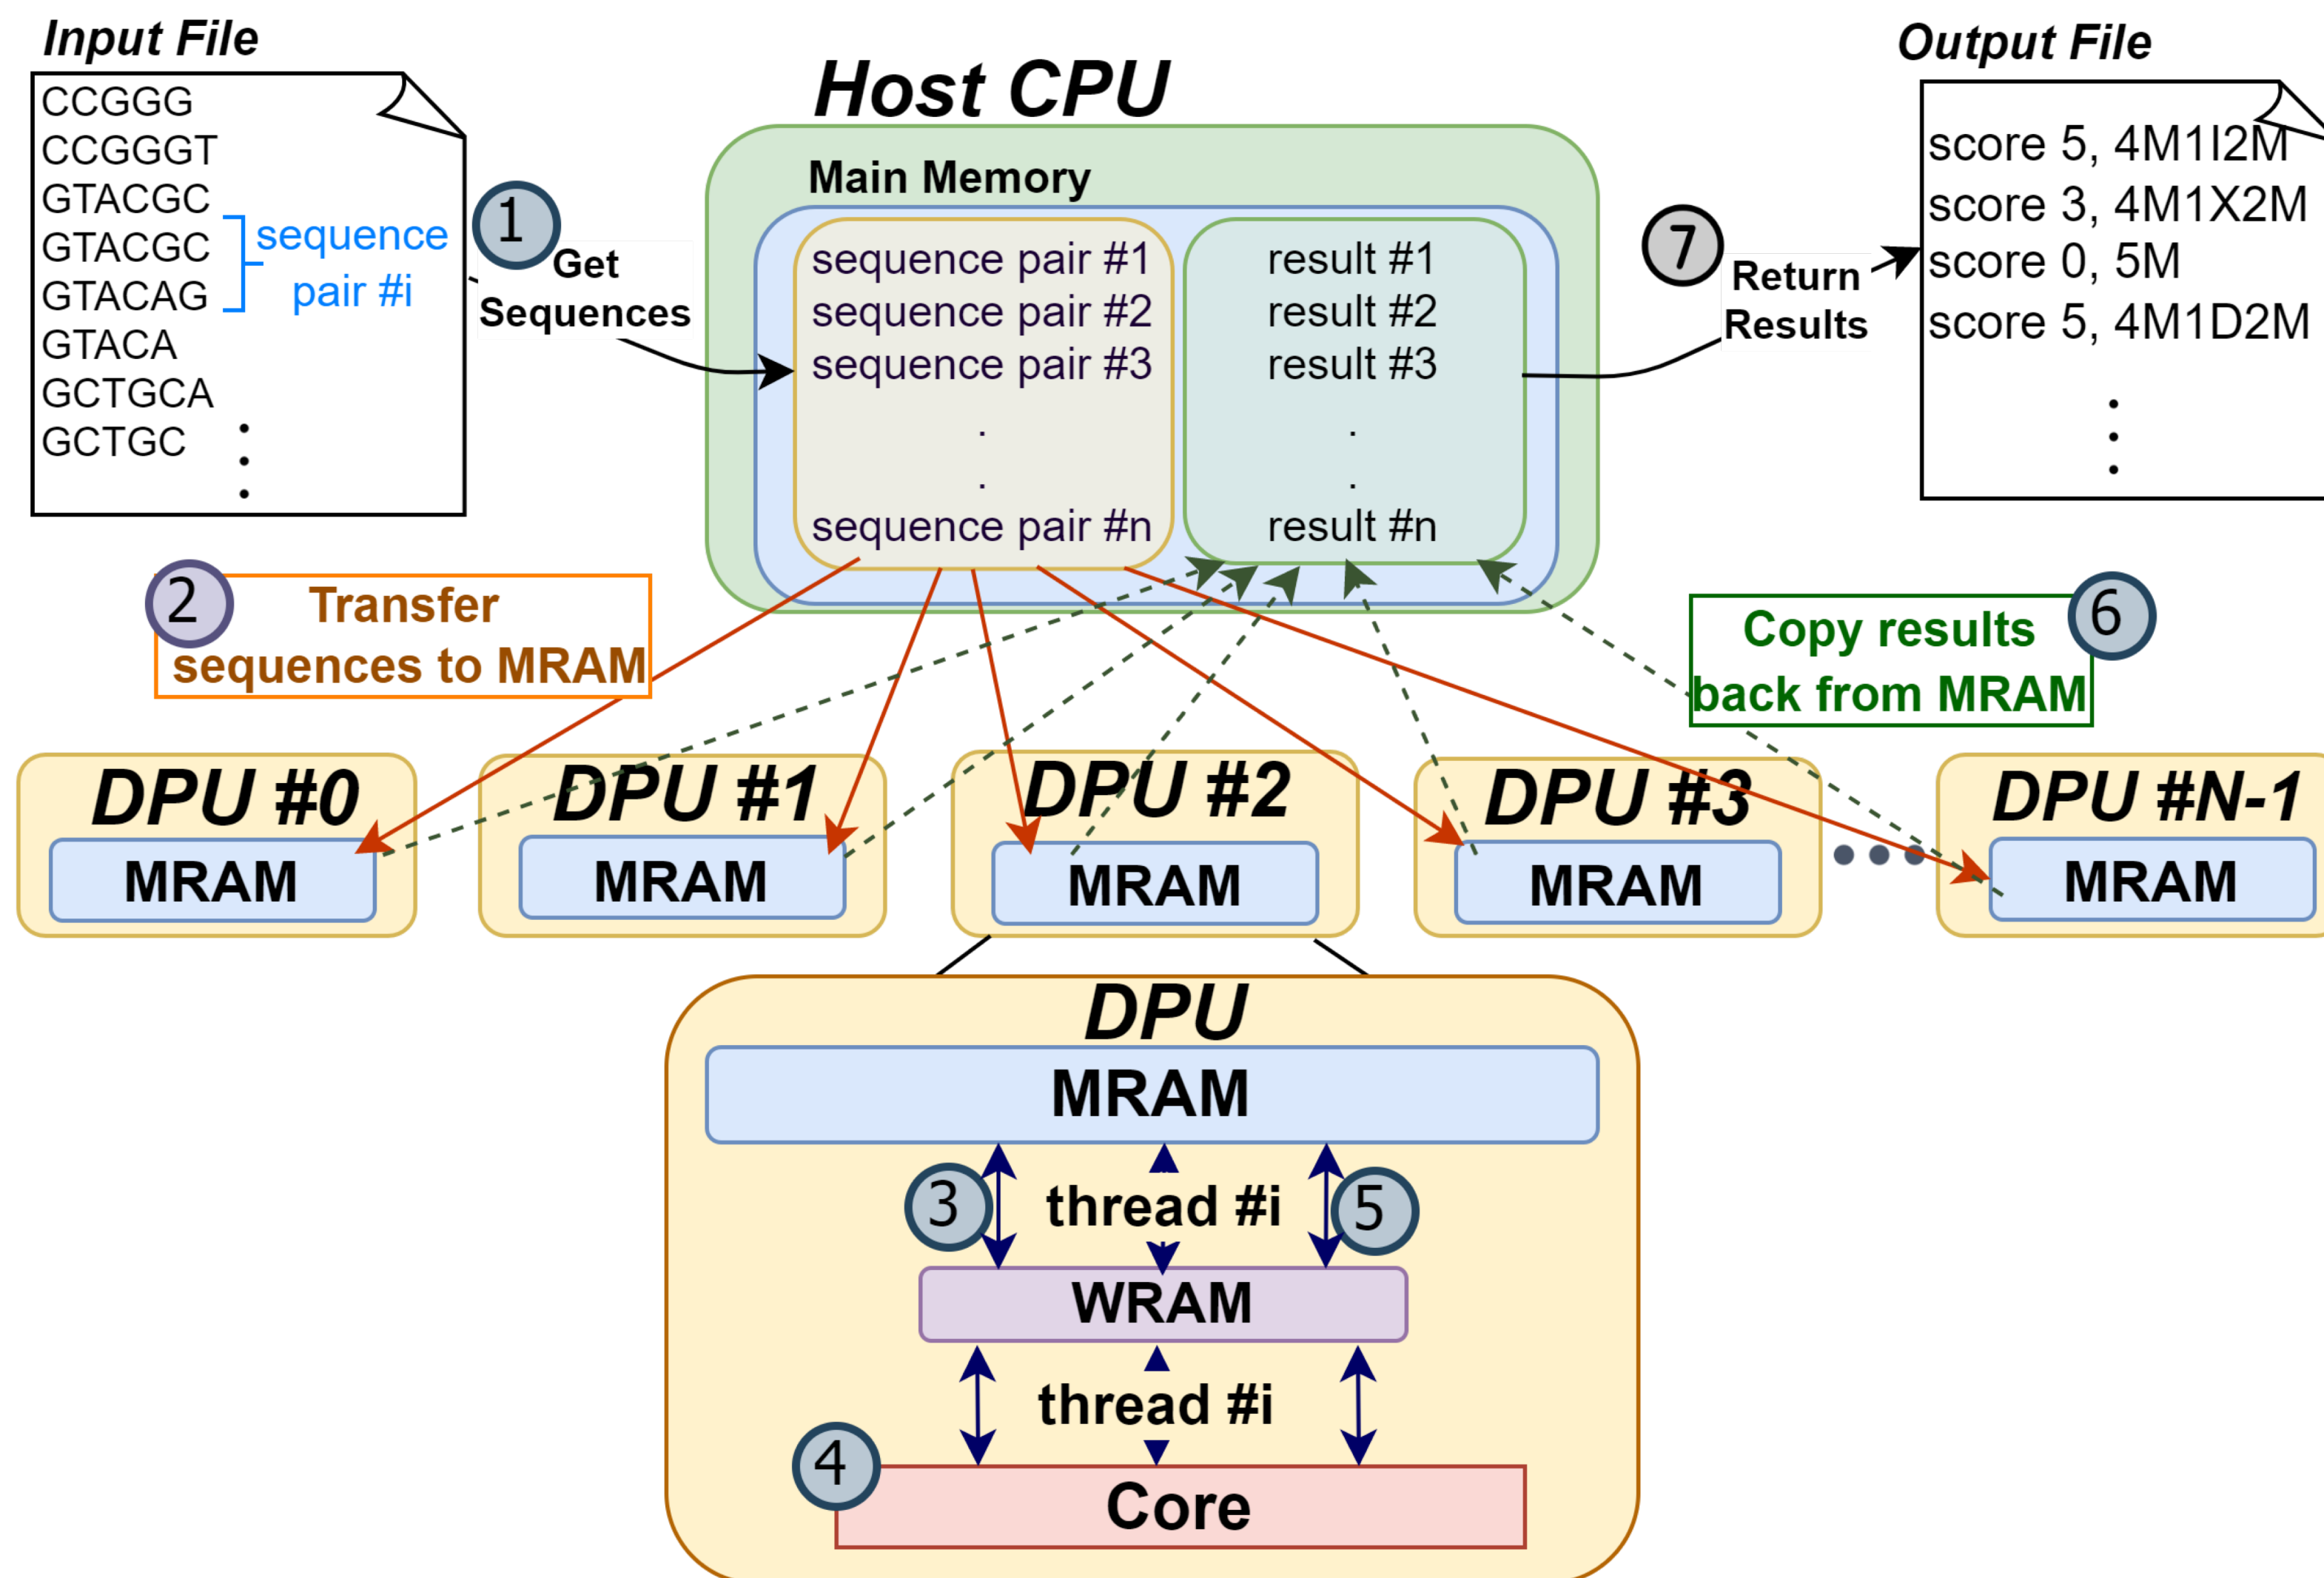 Input File
CCGGG
CCGGGT
GTACGC
GTACGC
GTACAG
GTACA
GCTGCA
GCTGC
sequence
pair #i
1
Get
Sequences
Host CPU
Main Memory
sequence pair #1
sequence pair #2
sequence pair #3
.
.
sequence pair #n
result #1
result #2
result #3
.
.
result #n
7
Return
Results
Output File
score 5, 4M1I2M
score 3, 4M1X2M
score 0, 5M
score 5, 4M1D2M
2
Transfer
sequences to MRAM
6
Copy results
back from MRAM
DPU #0
MRAM
DPU #1
MRAM
DPU #2
MRAM
DPU #3
MRAM
DPU #N-1
MRAM
DPU
MRAM
3
thread #i
5
WRAM
thread #i
4
Core